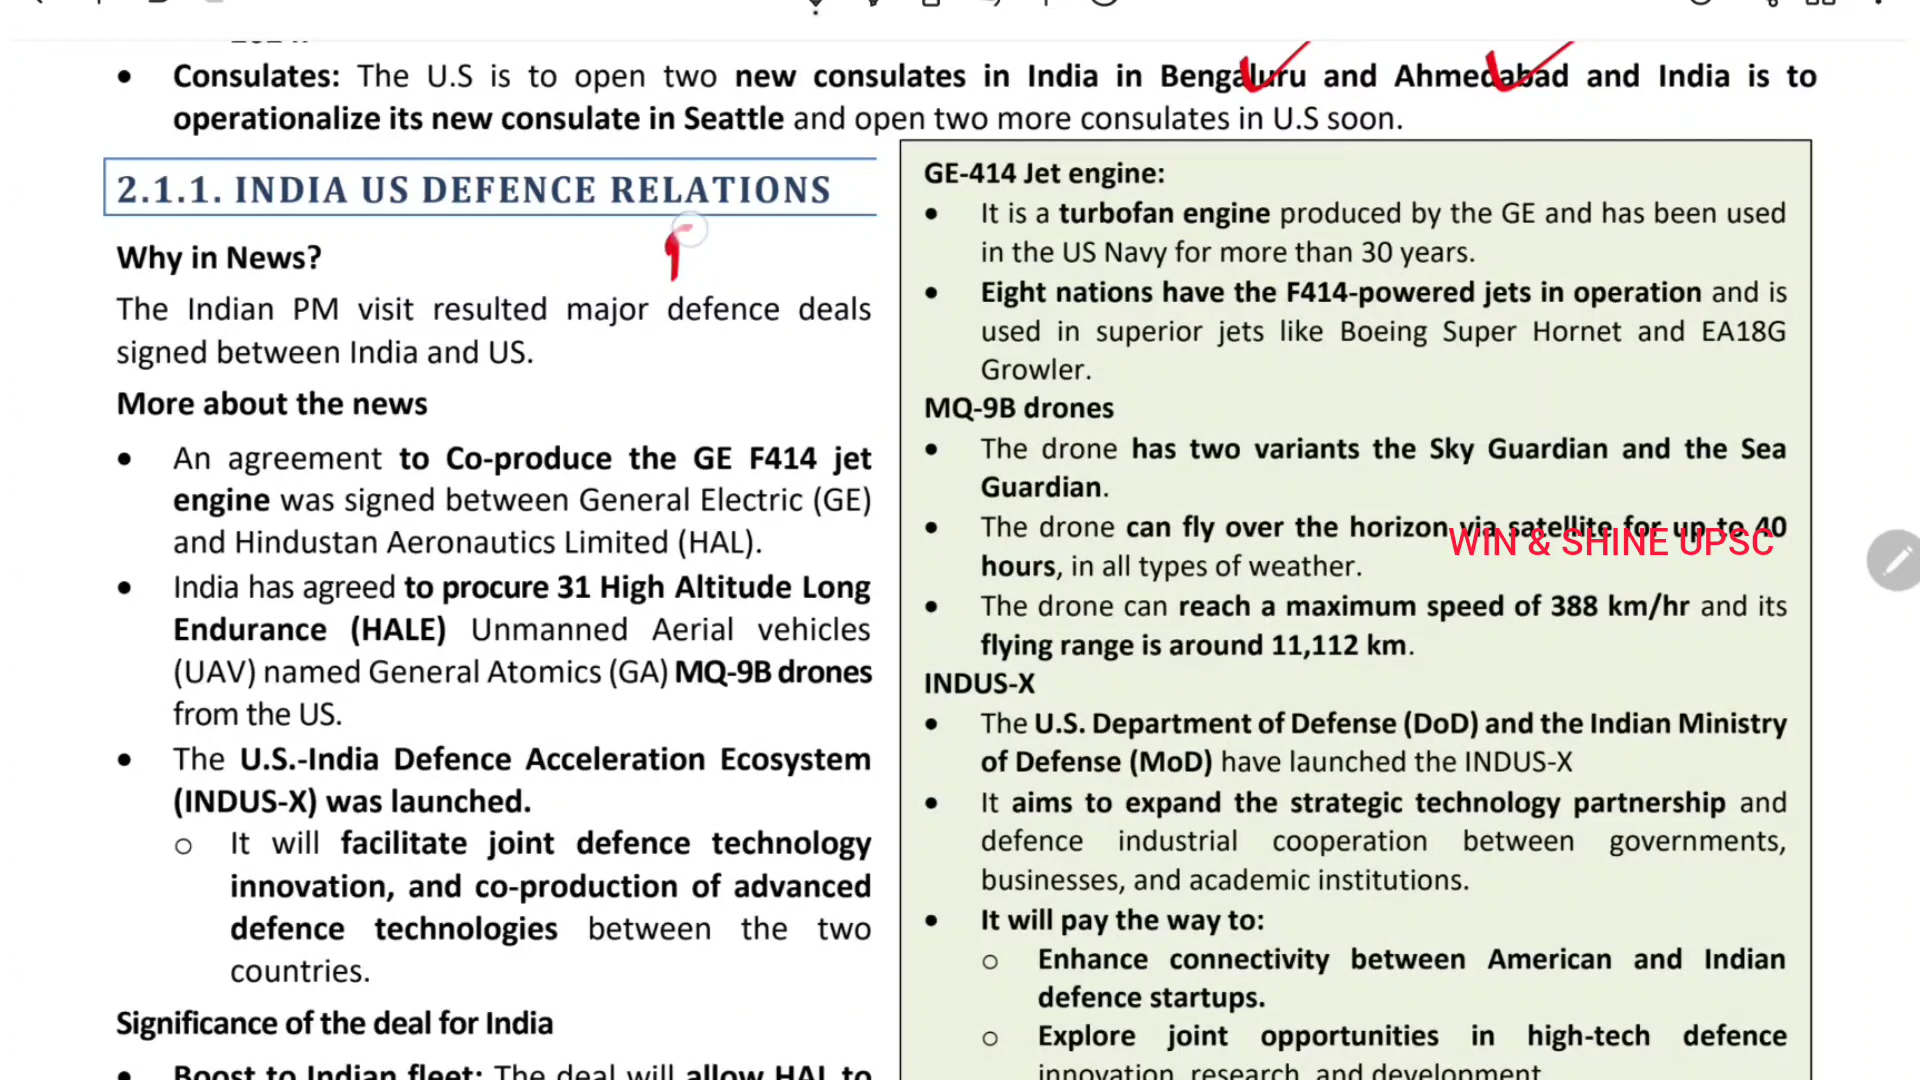 • Consulates: The U.S is to open two new consulates in India in Bengaluru and Ahmedabad and India is to
operationalize its new consulate in Seattle and open two more consulates in U.S soon.
2.1.1. INDIA US DEFENCE RELATIONS
Why in News?
The Indian PM visit resulted major defence deals
signed between India and US.
More about the news
• An agreement to Co-produce the GE F414 jet
engine was signed between General Electric (GE)
and Hindustan Aeronautics Limited (HAL).
• India has agreed to procure 31 High Altitude Long
Endurance (HALE) Unmanned Aerial vehicles
(UAV) named General Atomics (GA) MQ-9B drones
from the US.
• The U.S.-India Defence Acceleration Ecosystem
(INDUS-X) was launched.
o It will facilitate joint defence technology
innovation, and co-production of advanced
defence technologies between the two
countries.
Significance of the deal for India
• Boost to Indian fleet: The deal will allow HAL to
GE-414 Jet engine:
• It is a turbofan engine produced by the GE and has been used
in the US Navy for more than 30 years.
• Eight nations have the F414-powered jets in operation and is
used in superior jets like Boeing Super Hornet and EA18G
Growler.
MQ-9B drones
• The drone has two variants the Sky Guardian and the Sea
Guardian.
• The drone can fly over the horizon via satellite for up to 40
hours, in all types of weather.
• The drone can reach a maximum speed of 388 km/hr and its
flying range is around 11,112 km.
INDUS-X
• The U.S. Department of Defense (DoD) and the Indian Ministry
of Defense (MoD) have launched the INDUS-X
• It aims to expand the strategic technology partnership and
defence industrial cooperation between governments,
businesses, and academic institutions.
• It will pay the way to:
o Enhance connectivity between American and Indian
defence startups.
o Explore joint opportunities in high-tech defence
innovation, research, and development
WIN & SHINE UPSC